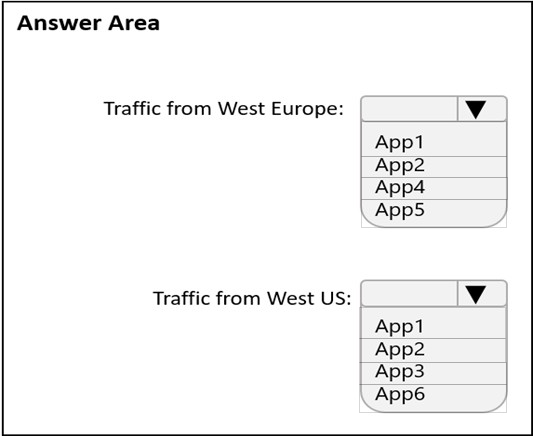 Answer Area
Traffic from West Europe:
App1
App2
App4
App5
Traffic from West US:
App1
App2
App3
App6